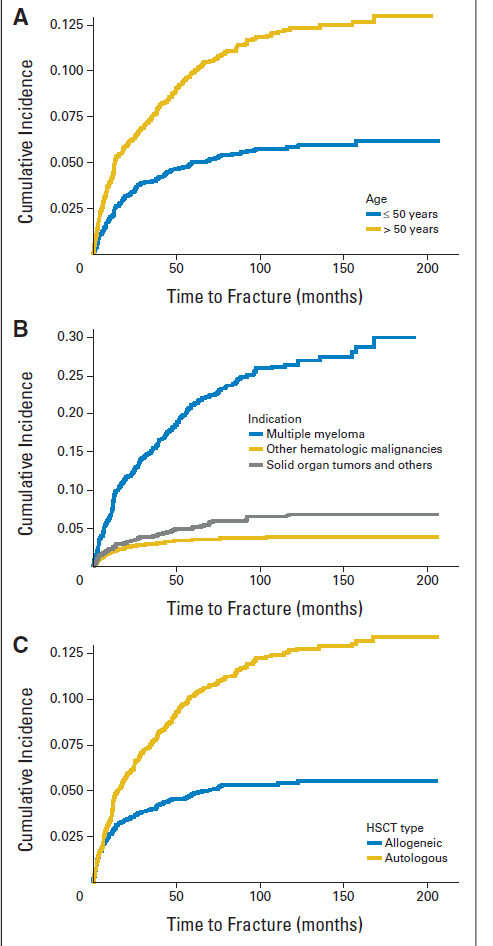 A
Cumulative Incidence
0.125
0.100
0.075
0.050
0.025
Age
≤ 50 years
> 50 years
0 50 100 150 200
Time to Fracture (months)
B
Cumulative Incidence
0.30
0.25
0.20
0.15
0.10
0.05
Indication
Multiple myeloma
Other hematologic malignancies
Solid organ tumors and others
0 50 100 150 200
Time to Fracture (months)
C
Cumulative Incidence
0.125
0.100
0.075
0.050
0.025
HSCT type
Allogeneic
Autologous
0 50 100 150 200
Time to Fracture (months)